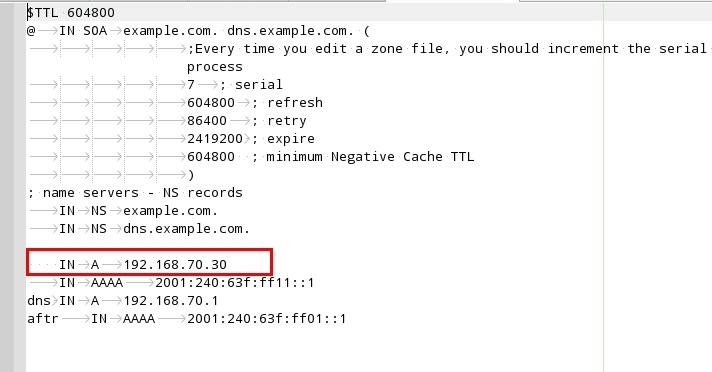 $TTL 604800
@ IN SOA example.com. dns.example.com. (
;Every time you edit a zone file, you should increment the serial
process
7 ; serial
604800 ; refresh
86400 ; retry
2419200; expire
604800 ; minimum Negative Cache TTL
)
; name servers - NS records
IN NS example.com.
IN NS dns.example.com.
IN A 192.168.70.30
IN AAAA 2001:240:63f:ff11::1
dns IN A 192.168.70.1
aftr IN AAAA 2001:240:63f:ff01::1